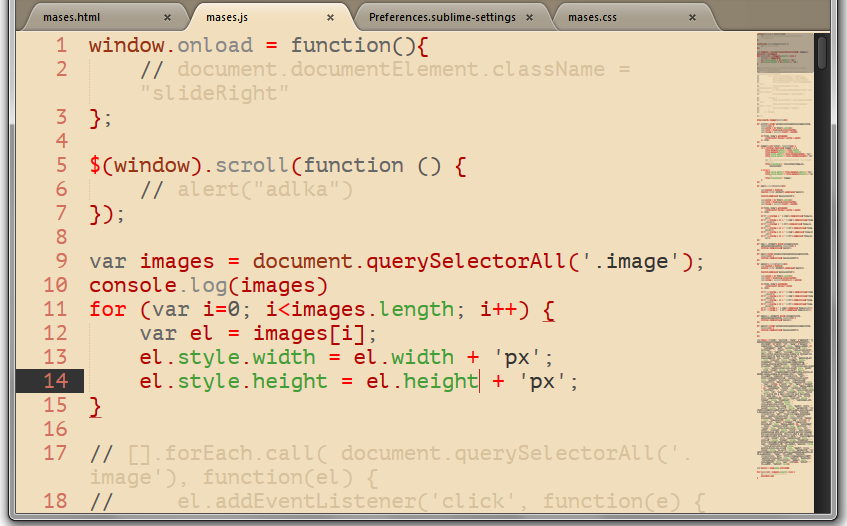 mases.html × mases.js × Preferences.sublime-settings × mases.css ×
1 window.onload = function(){
2 // document.documentElement.className =
"slideRight"
3 };
4
5 $(window).scroll(function () {
6 // alert("adlka")
7 });
8
9 var images = document.querySelectorAll('.image');
10 console.log(images)
11 for (var i=0; i<images.length; i++) {
12 var el = images[i];
13 el.style.width = el.width + 'px';
14 el.style.height = el.height + 'px';
15 }
16
17 // [].forEach.call( document.querySelectorAll('.
image'), function(el) {
18 // el.addEventListener('click', function(e) {